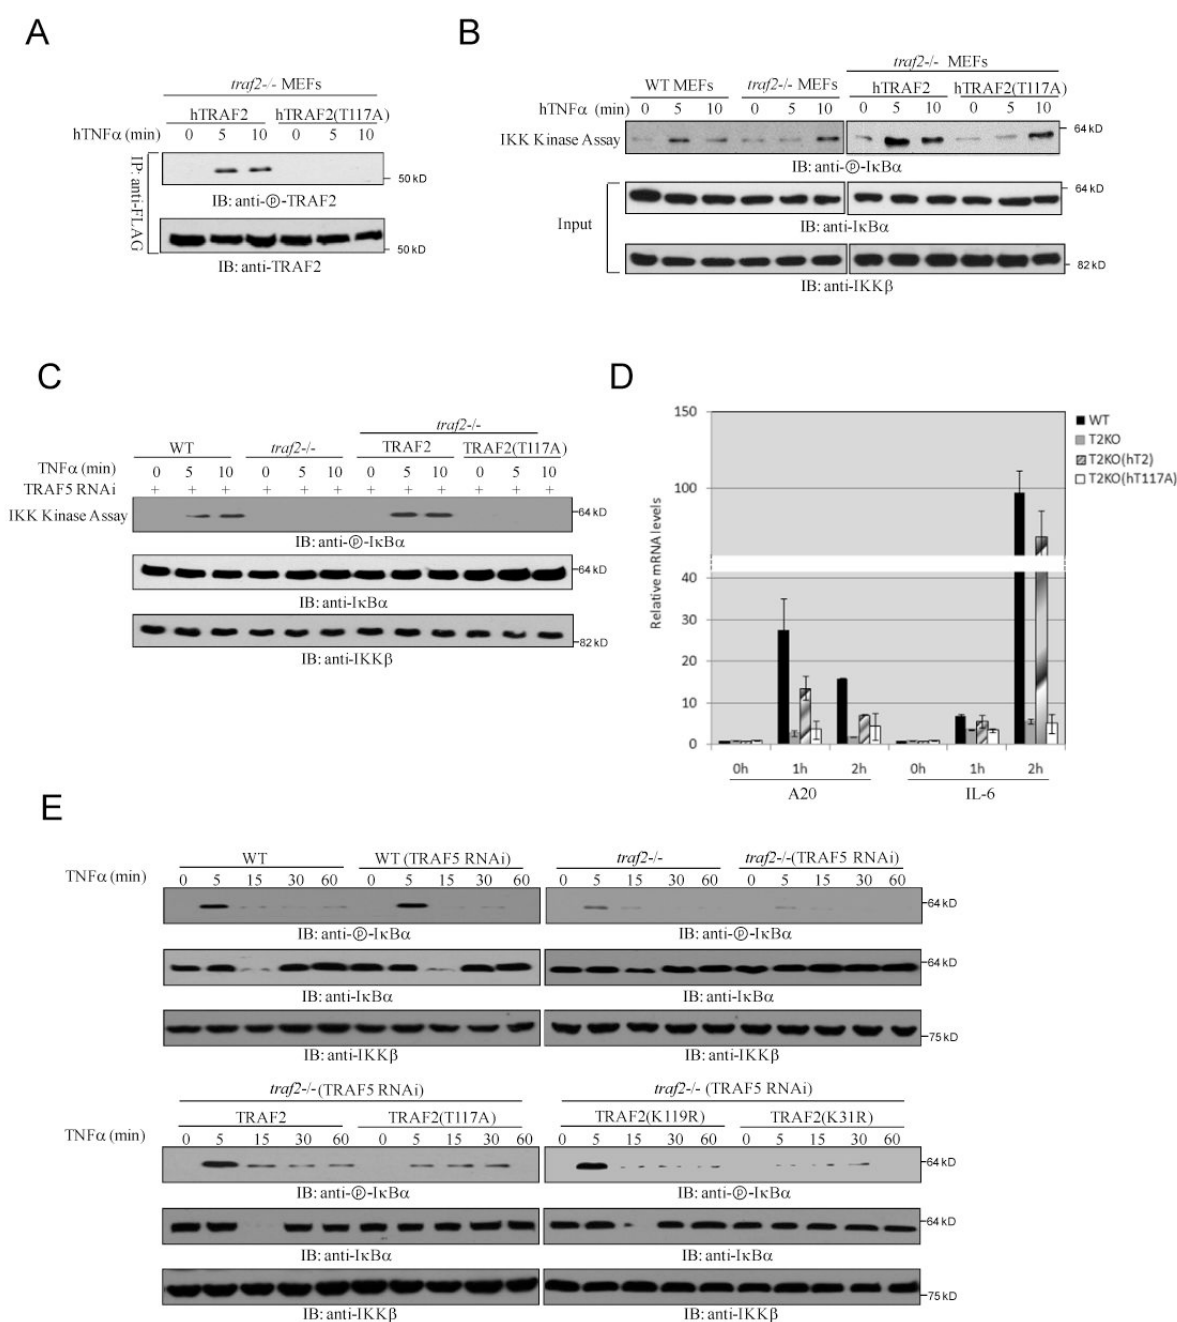 A
traf2-/- MEFs
hTRAF2 hTRAF2(T117A)
hTNFα (min) 0 5 10 0 5 10
IP: anti-FLAG
50 kD
IB: anti-ⓟ-TRAF2
50 kD
IB: anti-TRAF2
B
traf2-/- MEFs
WT MEFs traf2-/- MEFs hTRAF2 hTRAF2(T117A)
hTNFα (min) 0 5 10 0 5 10 0 5 10 0 5 10
IKK Kinase Assay
64 kD
IB: anti-ⓟ-IκBα
64 kD
Input
IB: anti-IκBα
82 kD
IB: anti-IKKβ
C
traf2-/-
WT traf2-/- TRAF2 TRAF2(T117A)
TNFα (min) 0 5 10 0 5 10 0 5 10 0 5 10
TRAF5 RNAi + + + + + + + + + + + +
IKK Kinase Assay
64 kD
IB: anti-ⓟ-IκBα
64 kD
IB: anti-IκBα
82 kD
IB: anti-IKKβ
D
Relative mRNA levels
150
100
40
30
20
10
0
WT
T2KO
T2KO(hT2)
T2KO(hT117A)
0h 1h 2h 0h 1h 2h
A20 IL-6
E
WT WT (TRAF5 RNAi) traf2-/- traf2-/-(TRAF5 RNAi)
TNFα (min) 0 5 15 30 60 0 5 15 30 60 0 5 15 30 60 0 5 15 30 60
64 kD
IB: anti-ⓟ-IκBα IB: anti-ⓟ-IκBα
64 kD
IB: anti-IκBα IB: anti-IκBα
75 kD
IB: anti-IKKβ IB: anti-IKKβ
traf2-/-(TRAF5 RNAi) traf2-/- (TRAF5 RNAi)
TRAF2 TRAF2(T117A) TRAF2(K119R) TRAF2(K31R)
TNFα (min) 0 5 15 30 60 0 5 15 30 60 0 5 15 30 60 0 5 15 30 60
64 kD
IB: anti-ⓟ-IκBα IB: anti-ⓟ-IκBα
64 kD
IB: anti-IκBα IB: anti-IκBα
75 kD
IB: anti-IKKβ IB: anti-IKKβ